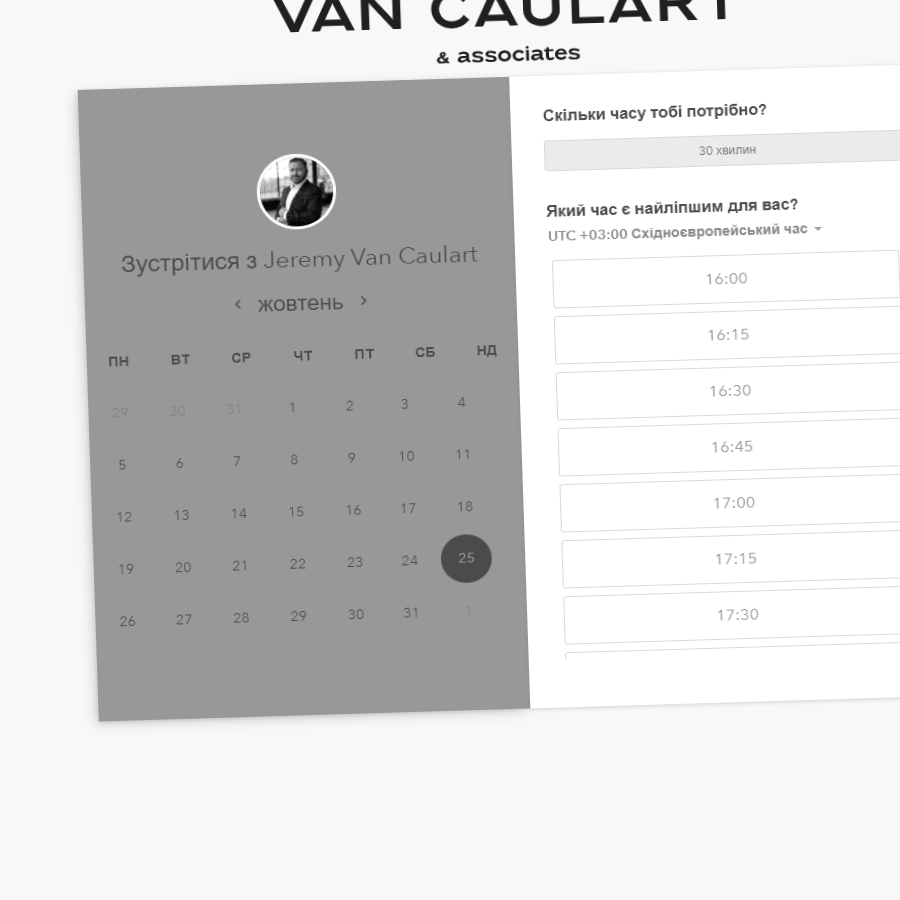 VAN CAULART
& associates
Зустрітися з Jeremy Van Caulart
‹ жовтень ›
ПН ВТ СР ЧТ ПТ СБ НД
29 30 31 1 2 3 4
5 6 7 8 9 10 11
12 13 14 15 16 17 18
19 20 21 22 23 24 25
26 27 28 29 30 31 1
Скільки часу тобі потрібно?
30 хвилин
Який час є найліпшим для вас?
UTC +03:00 Східноєвропейський час
16:00
16:15
16:30
16:45
17:00
17:15
17:30